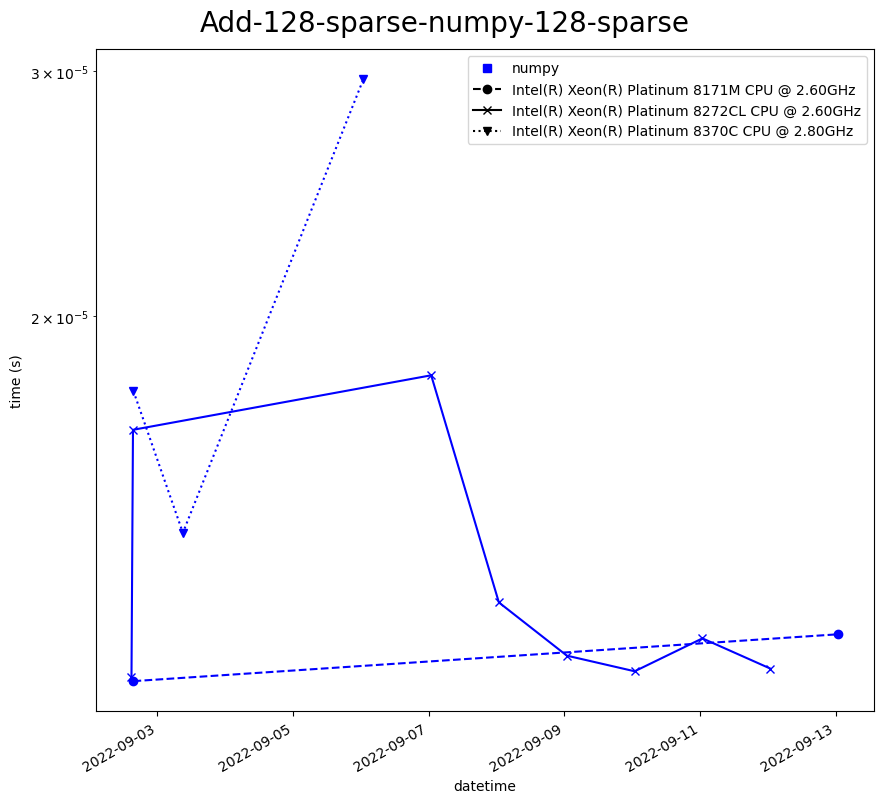 Add-128-sparse-numpy-128-sparse
3 × 10⁻⁵
2 × 10⁻⁵
time (s)
numpy
Intel(R) Xeon(R) Platinum 8171M CPU @ 2.60GHz
Intel(R) Xeon(R) Platinum 8272CL CPU @ 2.60GHz
Intel(R) Xeon(R) Platinum 8370C CPU @ 2.80GHz
2022-09-03
2022-09-05
2022-09-07
2022-09-09
2022-09-11
2022-09-13
datetime